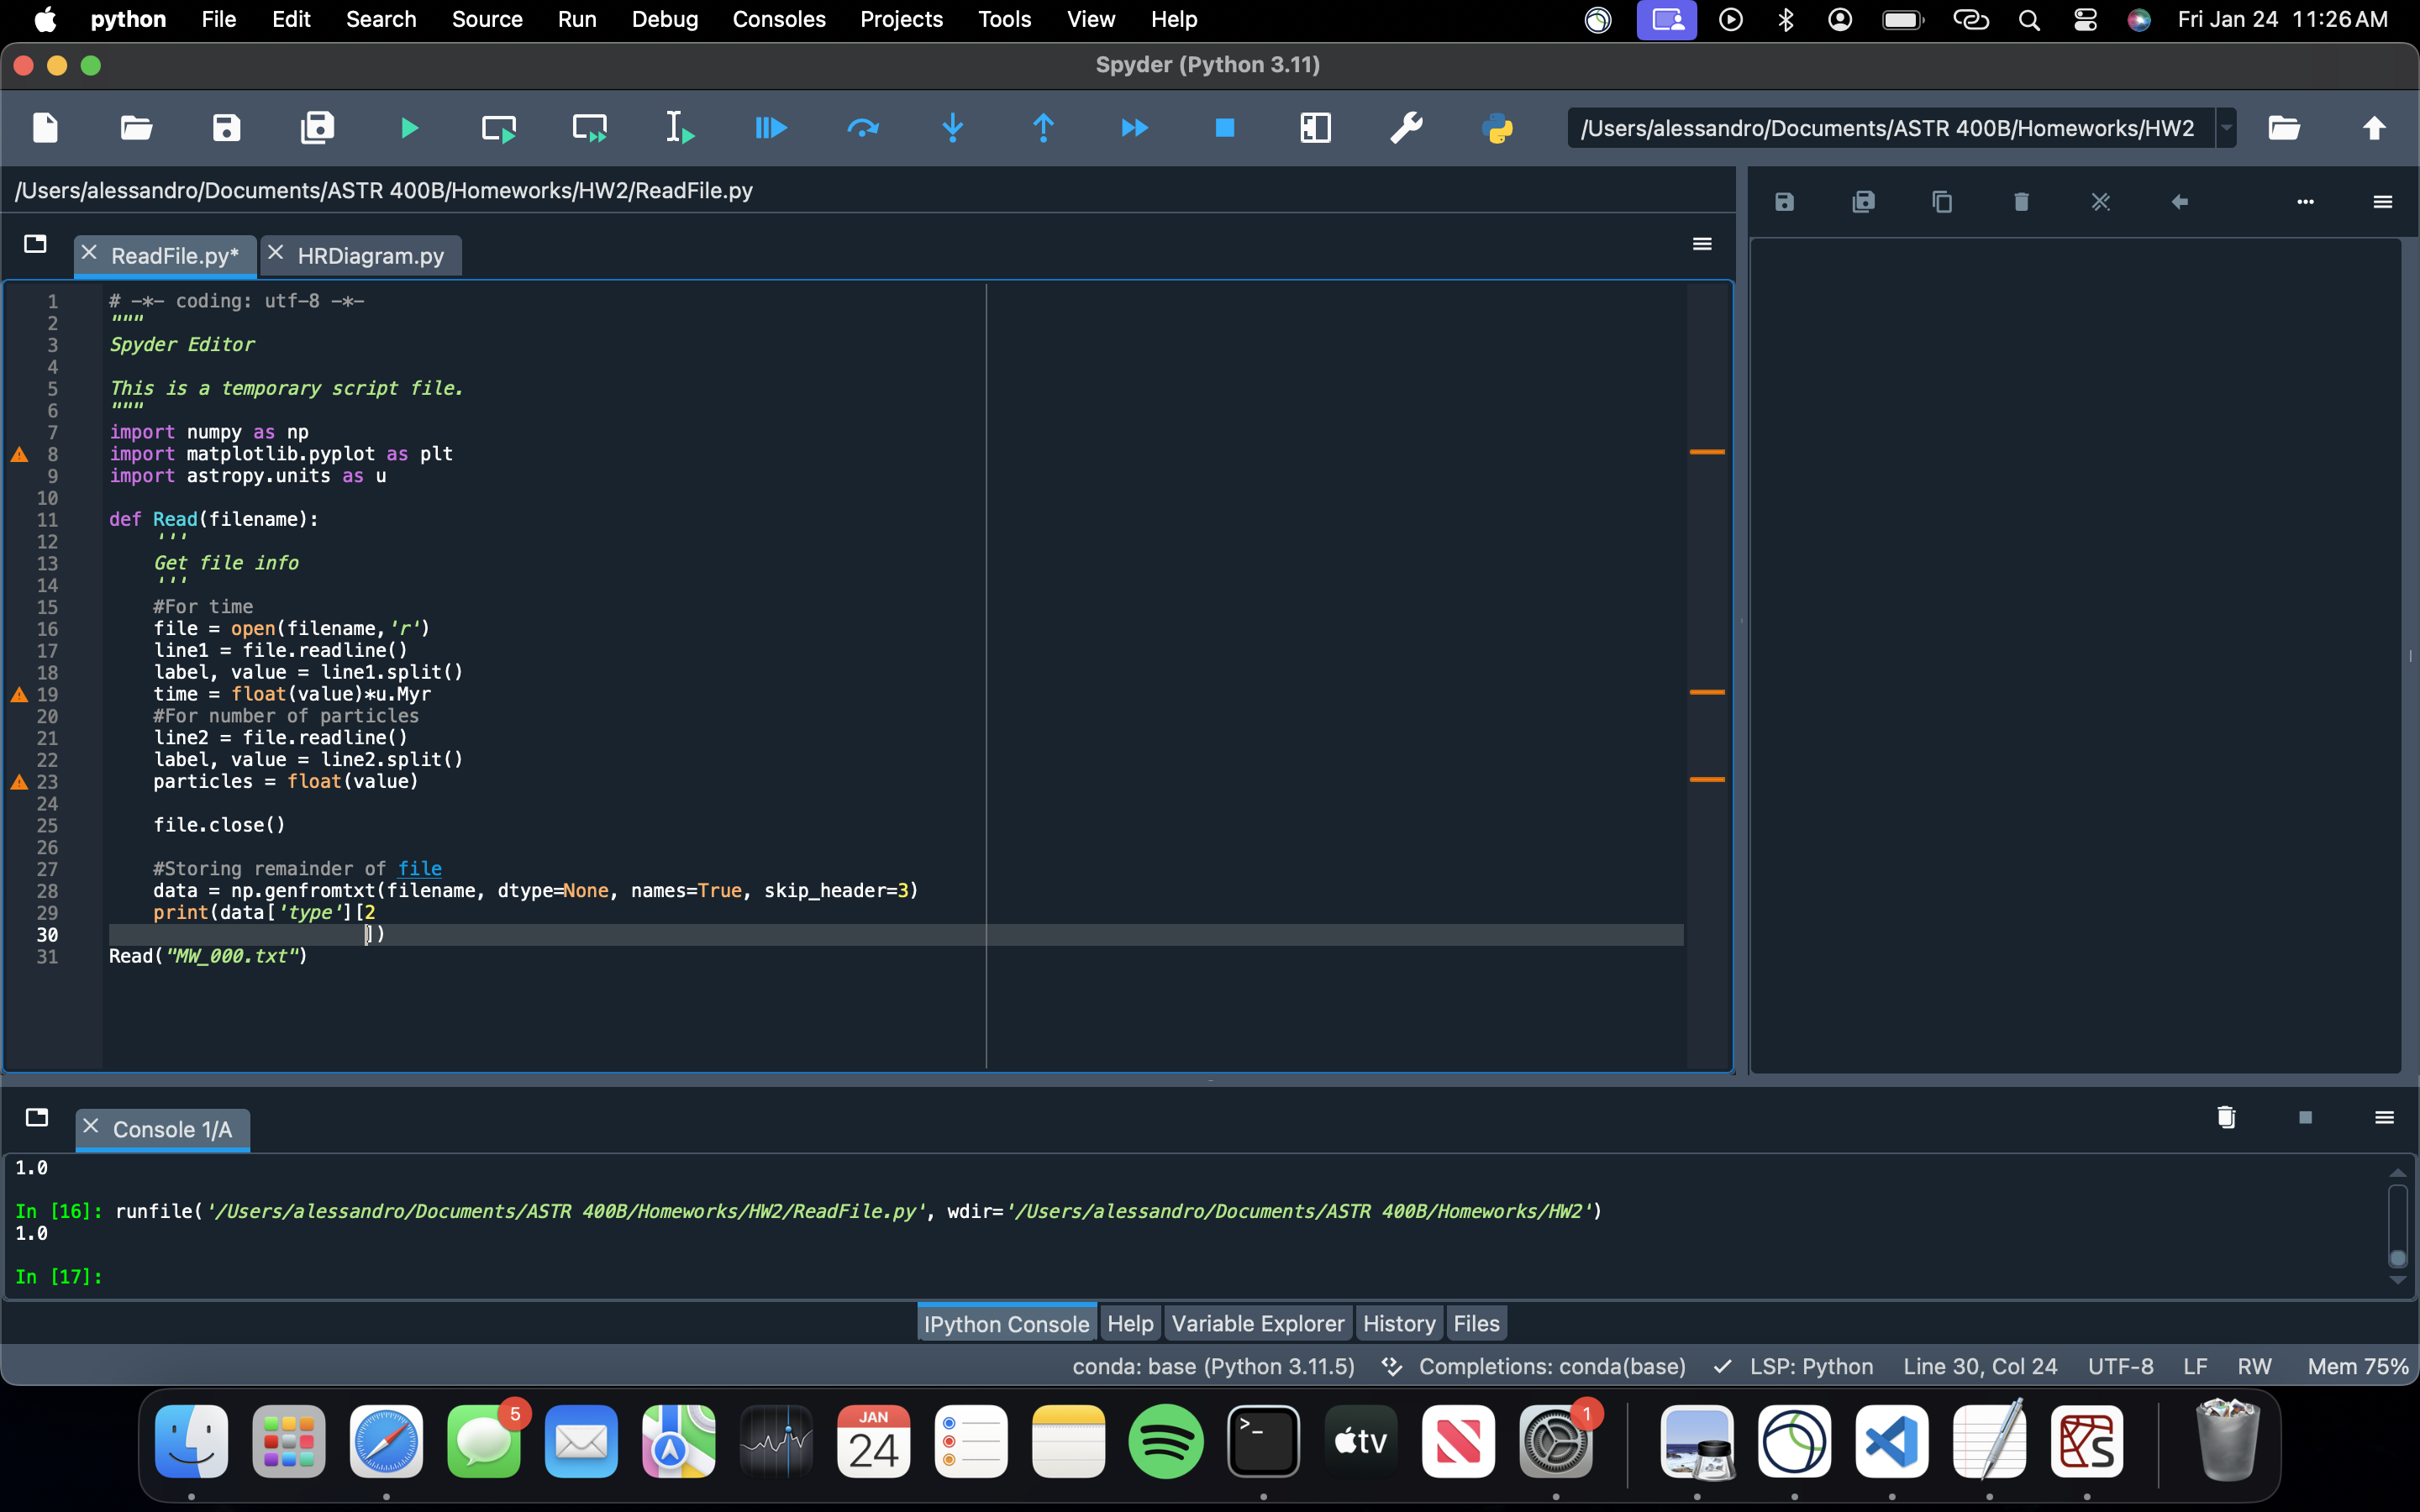 python File Edit Search Source Run Debug Consoles Projects Tools View Help Fri Jan 24 11:26 AM
Spyder (Python 3.11)
/Users/alessandro/Documents/ASTR 400B/Homeworks/HW2
/Users/alessandro/Documents/ASTR 400B/Homeworks/HW2/ReadFile.py
ReadFile.py* HRDiagram.py
1 # -*- coding: utf-8 -*-
2 """
3 Spyder Editor
4
5 This is a temporary script file.
6 """
7 import numpy as np
8 import matplotlib.pyplot as plt
9 import astropy.units as u
10
11 def Read(filename):
12 '''
13 Get file info
14 '''
15 #For time
16 file = open(filename,'r')
17 line1 = file.readline()
18 label, value = line1.split()
19 time = float(value)*u.Myr
20 #For number of particles
21 line2 = file.readline()
22 label, value = line2.split()
23 particles = float(value)
24
25 file.close()
26
27 #Storing remainder of file
28 data = np.genfromtxt(filename, dtype=None, names=True, skip_header=3)
29 print(data['type'][2
30 ])
31 Read("MW_000.txt")
Console 1/A
1.0
In [16]: runfile('/Users/alessandro/Documents/ASTR 400B/Homeworks/HW2/ReadFile.py', wdir='/Users/alessandro/Documents/ASTR 400B/Homeworks/HW2')
1.0
In [17]:
IPython Console Help Variable Explorer History Files
conda: base (Python 3.11.5) Completions: conda(base) LSP: Python Line 30, Col 24 UTF-8 LF RW Mem 75%
5 JAN 24 >_ tv 1 S